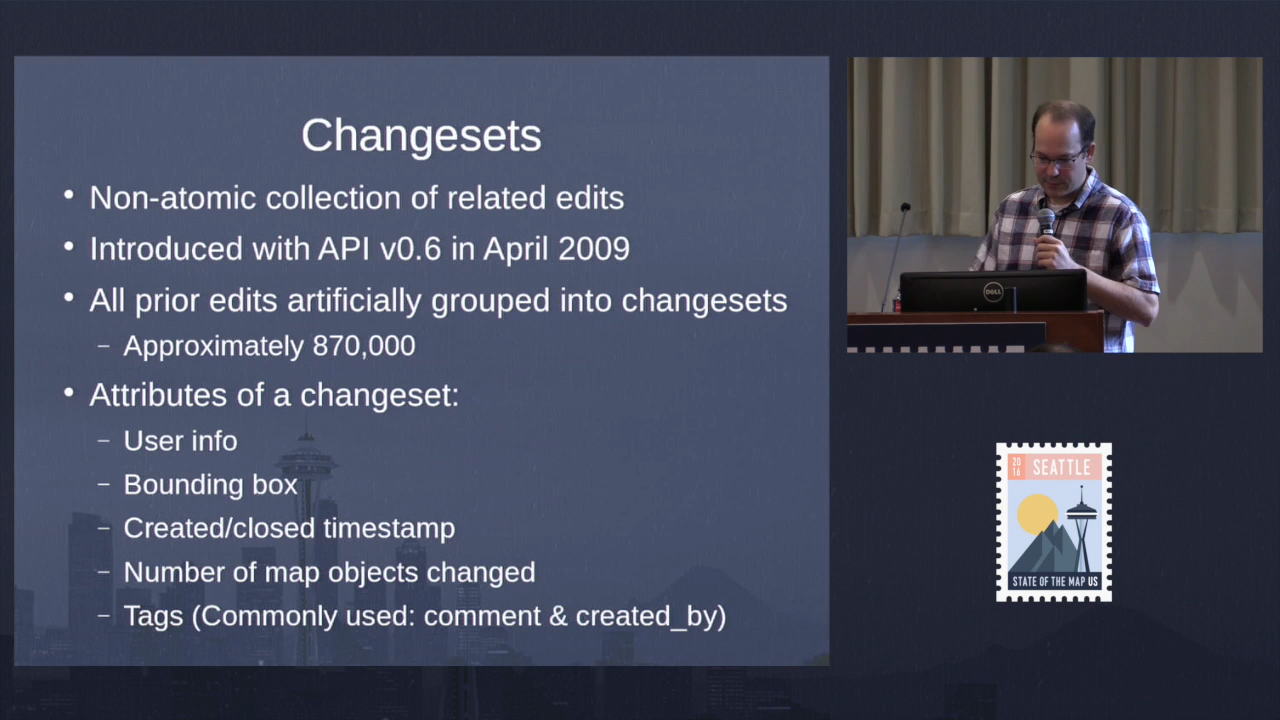 Changesets
• Non-atomic collection of related edits
• Introduced with API v0.6 in April 2009
• All prior edits artificially grouped into changesets
– Approximately 870,000
• Attributes of a changeset:
– User info
– Bounding box
– Created/closed timestamp
– Number of map objects changed
– Tags (Commonly used: comment & created_by)
DELL
20
16
SEATTLE
STATE OF THE MAP US